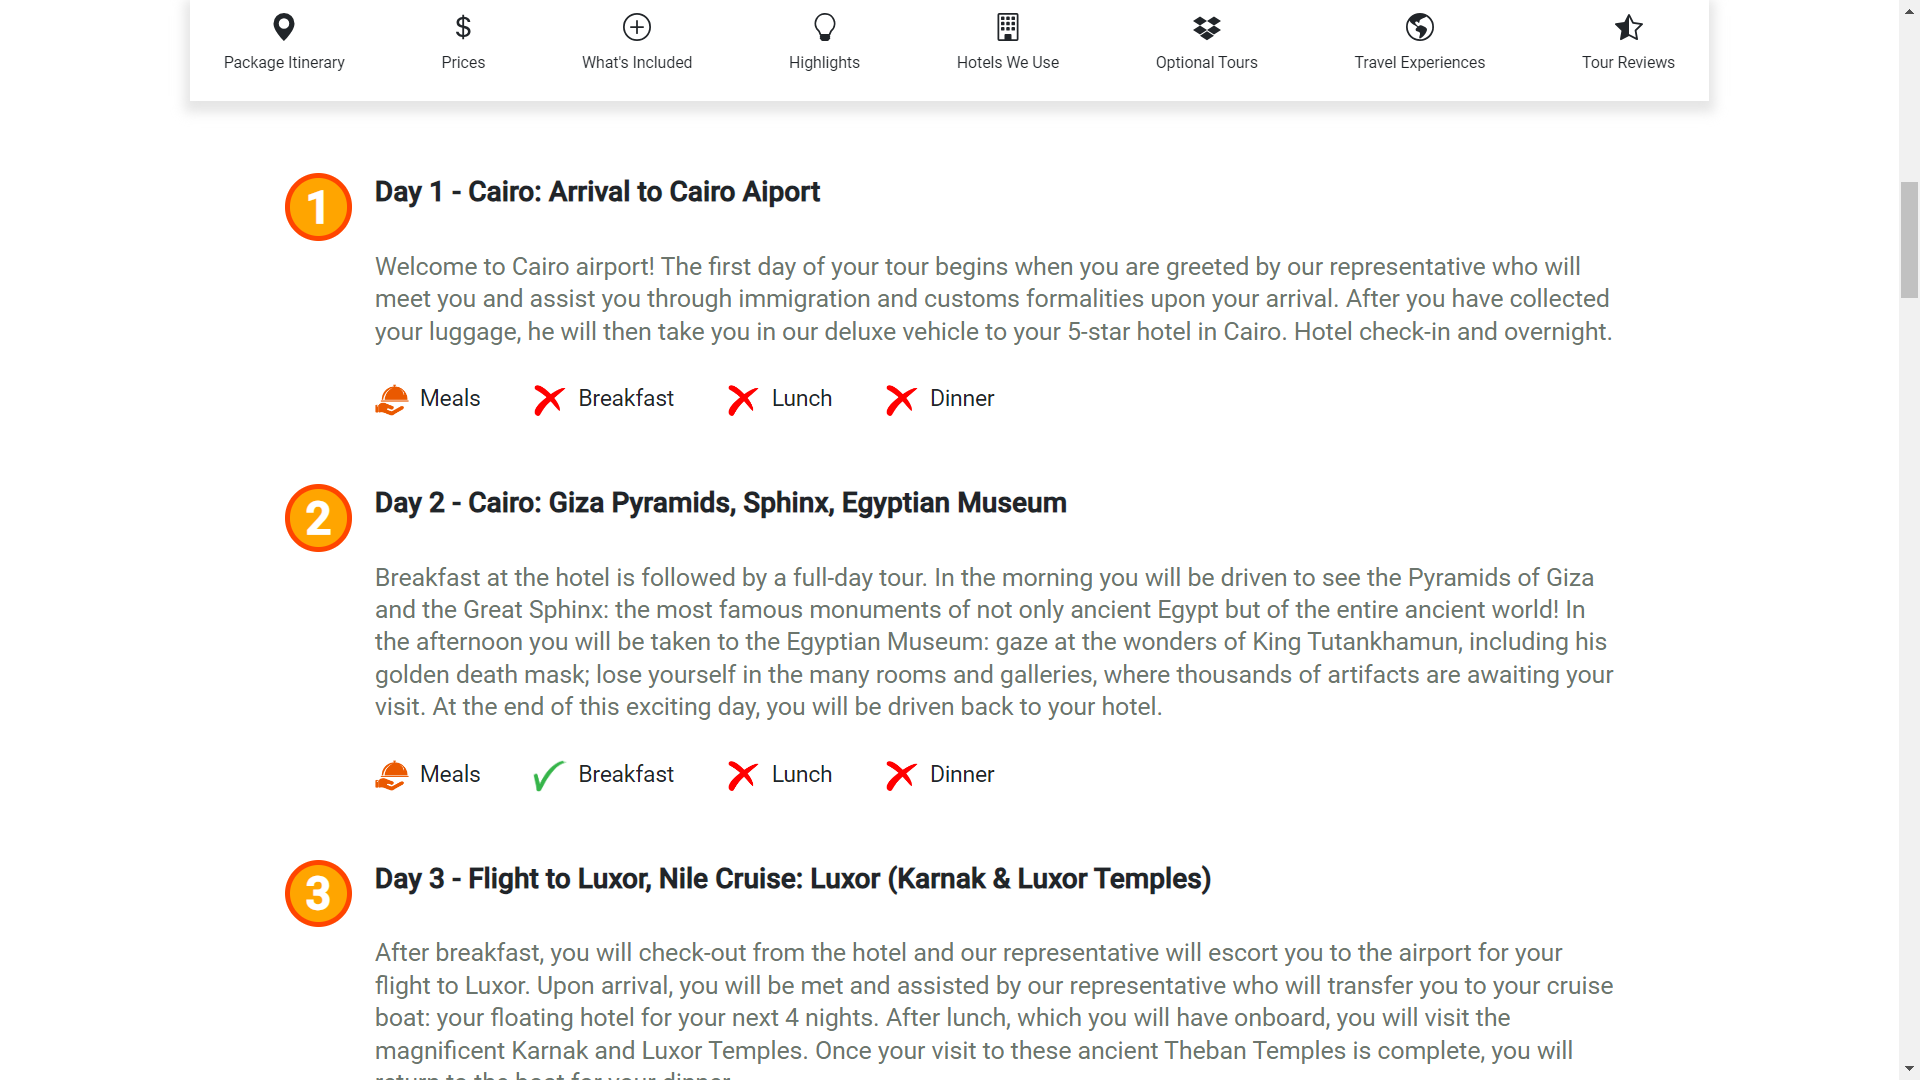 Package Itinerary
Prices
What's Included
Highlights
Hotels We Use
Optional Tours
Travel Experiences
Tour Reviews
1
Day 1 - Cairo: Arrival to Cairo Aiport
Welcome to Cairo airport! The first day of your tour begins when you are greeted by our representative who will
meet you and assist you through immigration and customs formalities upon your arrival. After you have collected
your luggage, he will then take you in our deluxe vehicle to your 5-star hotel in Cairo. Hotel check-in and overnight.
Meals Breakfast Lunch Dinner
2
Day 2 - Cairo: Giza Pyramids, Sphinx, Egyptian Museum
Breakfast at the hotel is followed by a full-day tour. In the morning you will be driven to see the Pyramids of Giza
and the Great Sphinx: the most famous monuments of not only ancient Egypt but of the entire ancient world! In
the afternoon you will be taken to the Egyptian Museum: gaze at the wonders of King Tutankhamun, including his
golden death mask; lose yourself in the many rooms and galleries, where thousands of artifacts are awaiting your
visit. At the end of this exciting day, you will be driven back to your hotel.
Meals Breakfast Lunch Dinner
3
Day 3 - Flight to Luxor, Nile Cruise: Luxor (Karnak & Luxor Temples)
After breakfast, you will check-out from the hotel and our representative will escort you to the airport for your
flight to Luxor. Upon arrival, you will be met and assisted by our representative who will transfer you to your cruise
boat: your floating hotel for your next 4 nights. After lunch, which you will have onboard, you will visit the
magnificent Karnak and Luxor Temples. Once your visit to these ancient Theban Temples is complete, you will
return to the boat for your dinner.